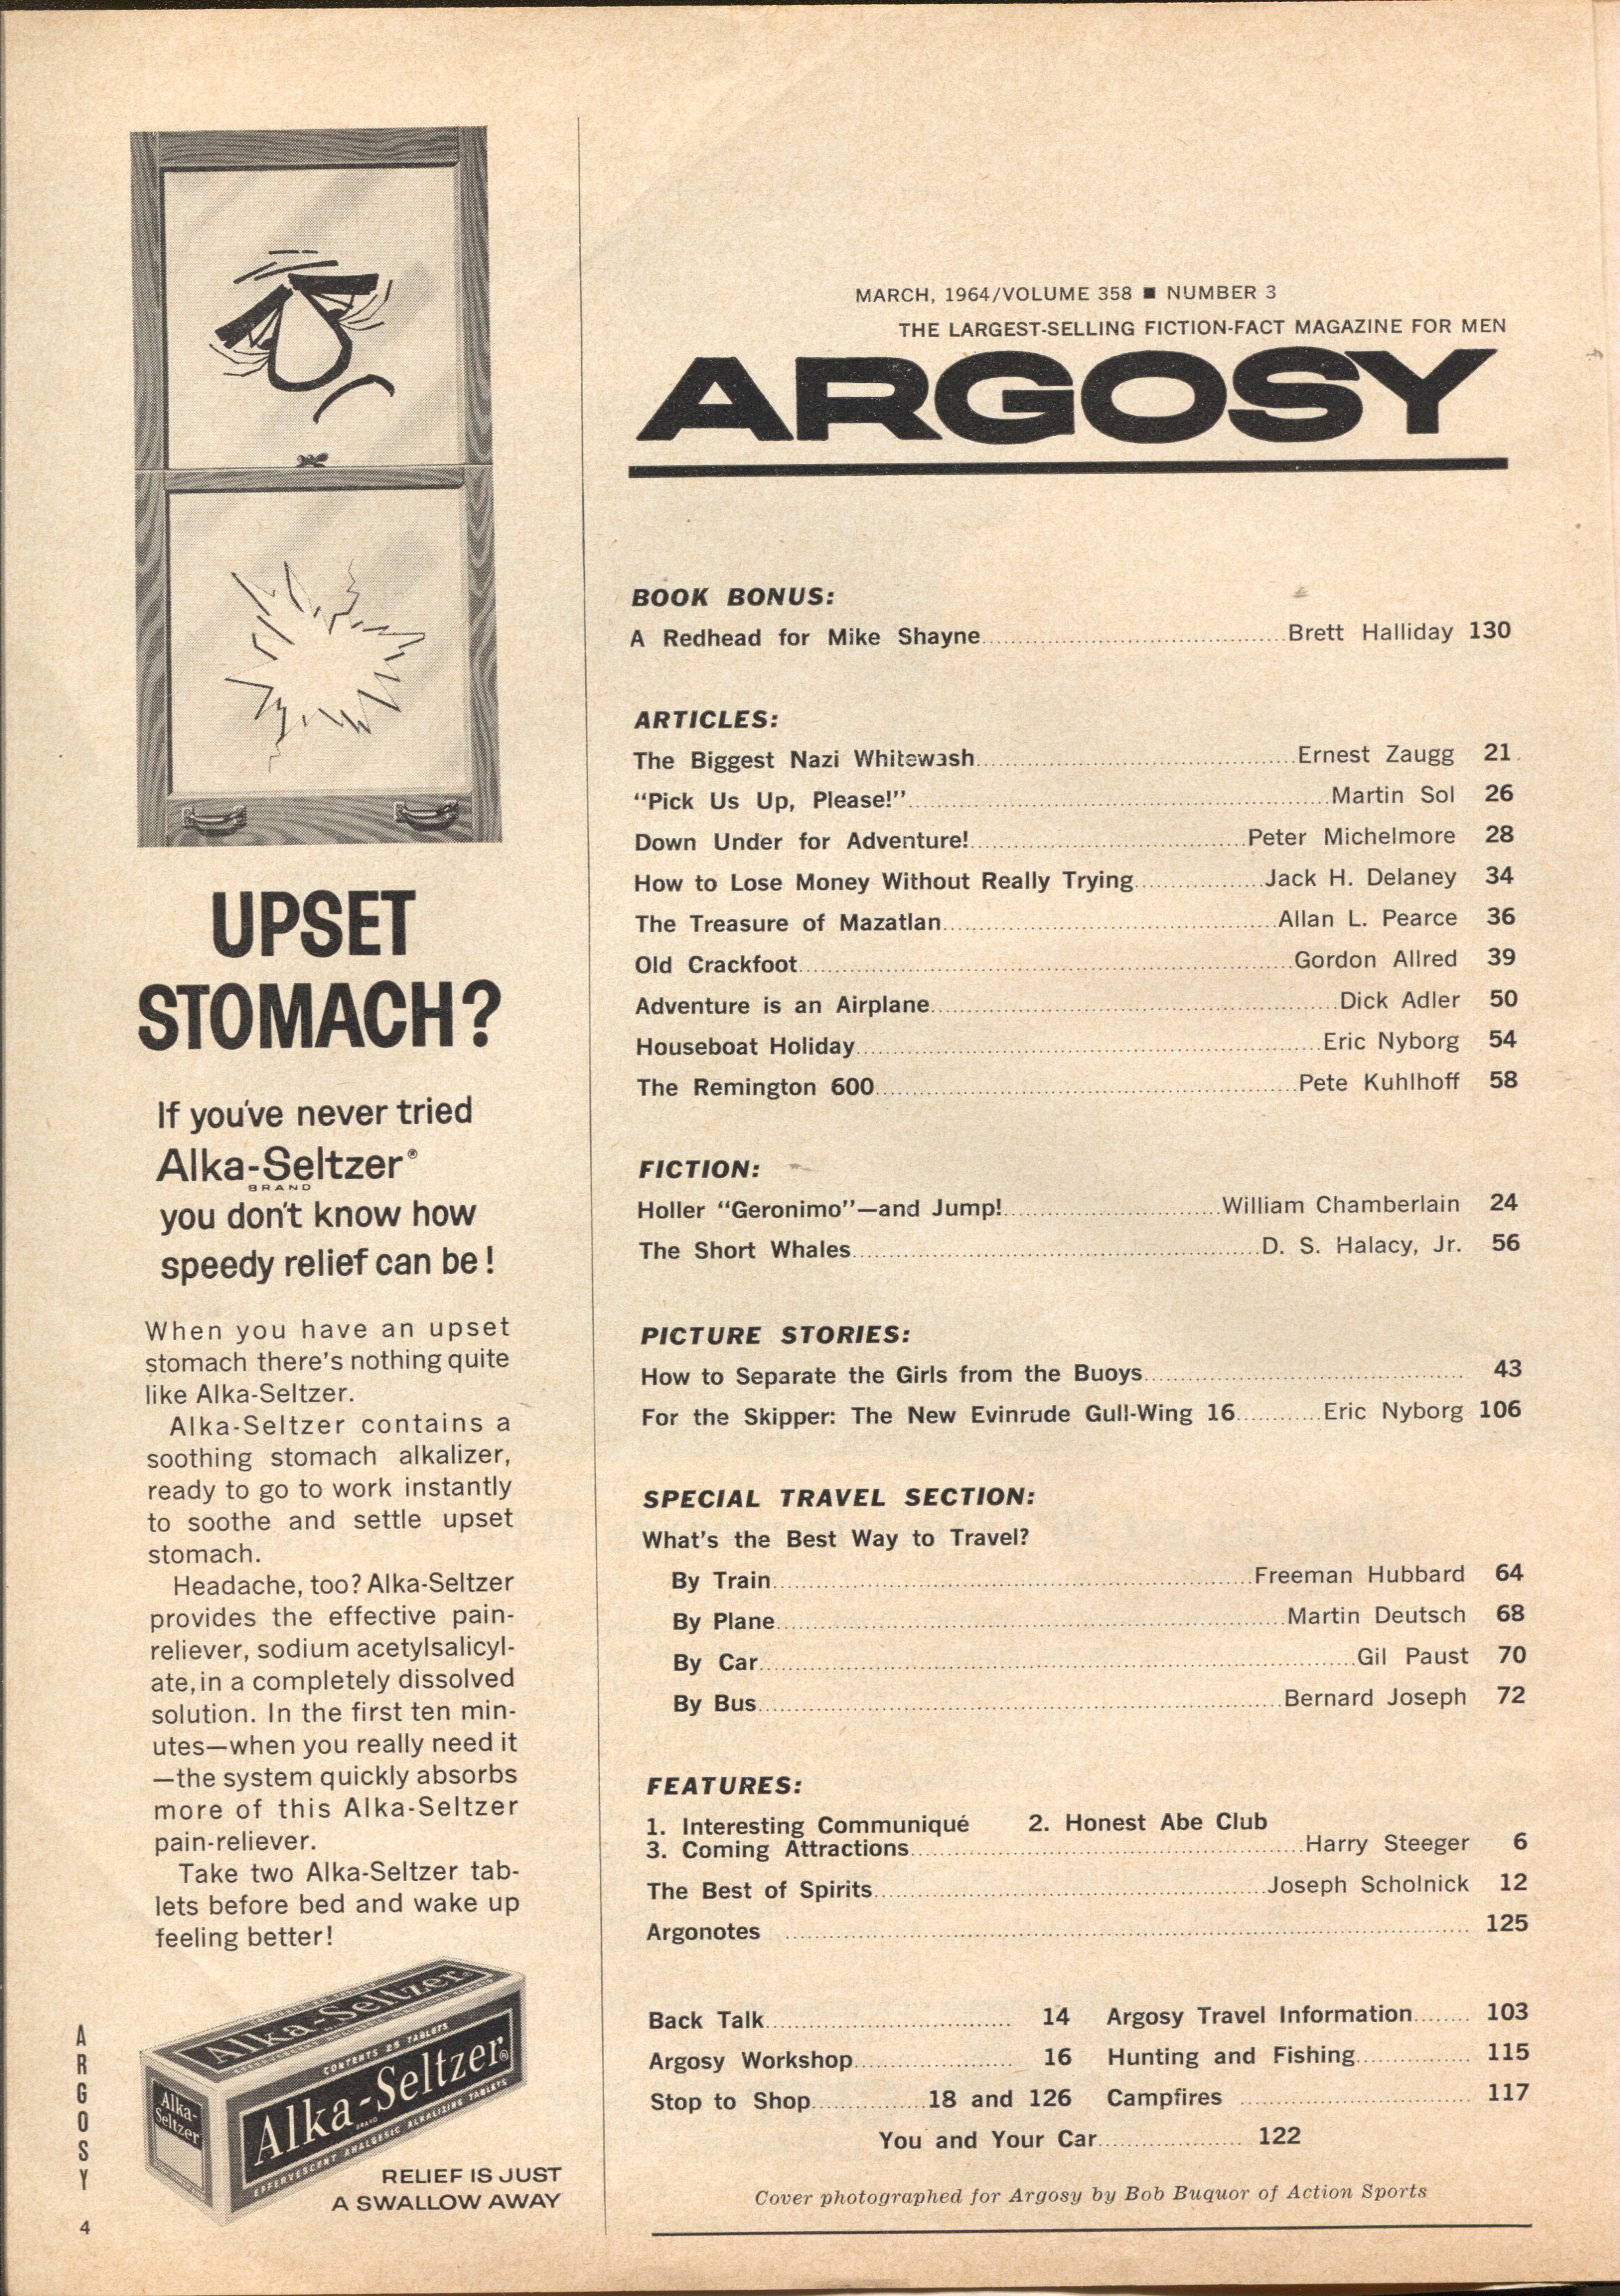 UPSET
STOMACH?
If you've never tried
Alka-Seltzer®
BRAND
you don't know how
speedy relief can be!
When you have an upset
stomach there's nothing quite
like Alka-Seltzer.
Alka-Seltzer contains a
soothing stomach alkalizer,
ready to go to work instantly
to soothe and settle upset
stomach.
Headache, too? Alka-Seltzer
provides the effective pain-
reliever, sodium acetylsalicyl-
ate, in a completely dissolved
solution. In the first ten min-
utes—when you really need it
—the system quickly absorbs
more of this Alka-Seltzer
pain-reliever.
Take two Alka-Seltzer tab-
lets before bed and wake up
feeling better!
Alka-Seltzer
CONTENTS 25 TABLETS
Alka-Seltzer®
BRAND
EFFERVESCENT ANALGESIC ALKALIZING TABLETS
Alka-
Seltzer
RELIEF IS JUST
A SWALLOW AWAY
ARGOSY
4
MARCH, 1964/VOLUME 358 ■ NUMBER 3
THE LARGEST-SELLING FICTION-FACT MAGAZINE FOR MEN
ARGOSY
BOOK BONUS:
A Redhead for Mike Shayne Brett Halliday 130
ARTICLES:
The Biggest Nazi Whitewash Ernest Zaugg 21
"Pick Us Up, Please!" Martin Sol 26
Down Under for Adventure! Peter Michelmore 28
How to Lose Money Without Really Trying Jack H. Delaney 34
The Treasure of Mazatlan Allan L. Pearce 36
Old Crackfoot Gordon Allred 39
Adventure is an Airplane Dick Adler 50
Houseboat Holiday Eric Nyborg 54
The Remington 600 Pete Kuhlhoff 58
FICTION:
Holler "Geronimo"—and Jump! William Chamberlain 24
The Short Whales D. S. Halacy, Jr. 56
PICTURE STORIES:
How to Separate the Girls from the Buoys 43
For the Skipper: The New Evinrude Gull-Wing 16 Eric Nyborg 106
SPECIAL TRAVEL SECTION:
What's the Best Way to Travel?
By Train Freeman Hubbard 64
By Plane Martin Deutsch 68
By Car Gil Paust 70
By Bus Bernard Joseph 72
FEATURES:
1. Interesting Communiqué 2. Honest Abe Club
3. Coming Attractions Harry Steeger 6
The Best of Spirits Joseph Scholnick 12
Argonotes 125
Back Talk 14 Argosy Travel Information 103
Argosy Workshop 16 Hunting and Fishing 115
Stop to Shop 18 and 126 Campfires 117
You and Your Car 122
Cover photographed for Argosy by Bob Buquor of Action Sports